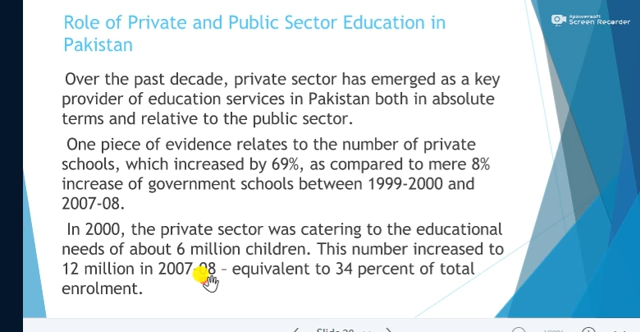 Role of Private and Public Sector Education in
Pakistan
Apowersoft
Screen Recorder
Over the past decade, private sector has emerged as a key
provider of education services in Pakistan both in absolute
terms and relative to the public sector.
One piece of evidence relates to the number of private
schools, which increased by 69%, as compared to mere 8%
increase of government schools between 1999-2000 and
2007-08.
In 2000, the private sector was catering to the educational
needs of about 6 million children. This number increased to
12 million in 2007-08 – equivalent to 34 percent of total
enrolment.